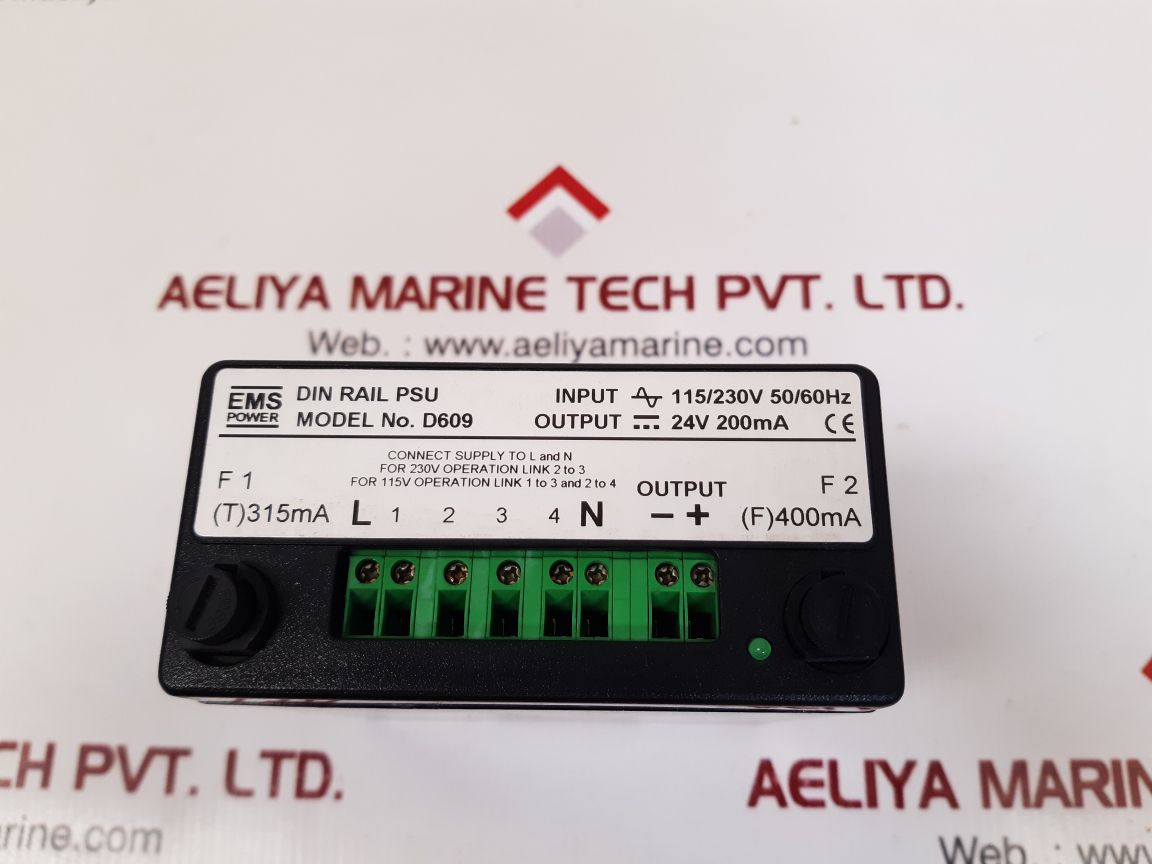 AELIYA MARINE TECH PVT. LTD.
Web. : www.aeliyamarine.com
EMS
POWER
DIN RAIL PSU
MODEL No. D609
INPUT 115/230V 50/60Hz
OUTPUT 24V 200mA CE
CONNECT SUPPLY TO L and N
FOR 230V OPERATION LINK 2 to 3
FOR 115V OPERATION LINK 1 to 3 and 2 to 4
F 1
(T)315mA
L 1 2 3 4 N
OUTPUT
− +
F 2
(F)400mA
CH PVT. LTD.
arine.com
AELIYA MARIN
Web. : www